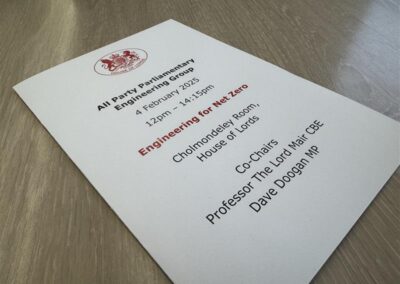 All Party Parliamentary
Engineering Group
4 February 2025
12pm – 14:15pm
Engineering for Net Zero
Cholmondeley Room,
House of Lords
Co-Chairs
Professor The Lord Mair CBE
Dave Doogan MP